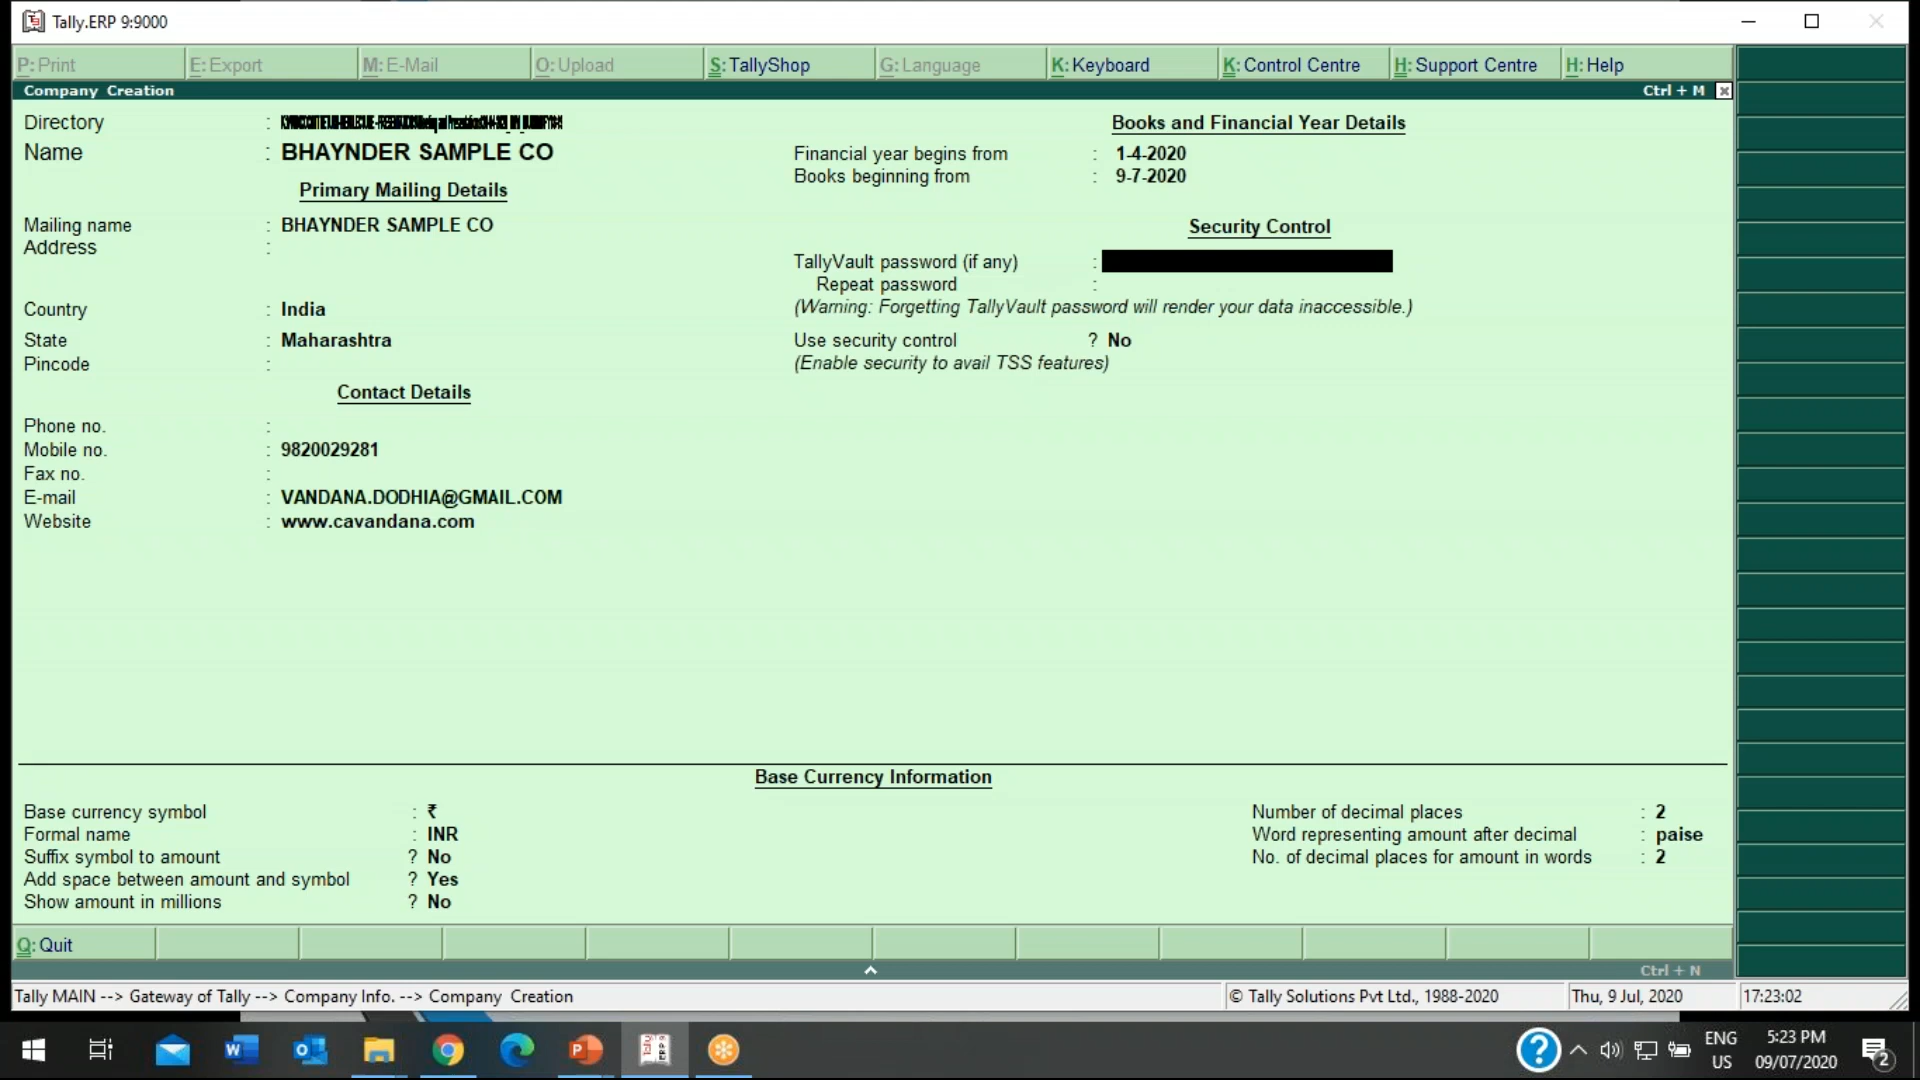 Tally.ERP 9:9000
P: Print
E: Export
M: E-Mail
O: Upload
S: TallyShop
G: Language
K: Keyboard
K: Control Centre
H: Support Centre
H: Help
Company Creation
Ctrl + M
Directory :
Name : BHAYNDER SAMPLE CO
Primary Mailing Details
Mailing name : BHAYNDER SAMPLE CO
Address :
Country : India
State : Maharashtra
Pincode :
Contact Details
Phone no. :
Mobile no. : 9820029281
Fax no. :
E-mail : VANDANA.DODHIA@GMAIL.COM
Website : www.cavandana.com
Books and Financial Year Details
Financial year begins from : 1-4-2020
Books beginning from : 9-7-2020
Security Control
TallyVault password (if any) :
Repeat password :
(Warning: Forgetting TallyVault password will render your data inaccessible.)
Use security control ? No
(Enable security to avail TSS features)
Base Currency Information
Base currency symbol : ₹
Formal name : INR
Suffix symbol to amount ? No
Add space between amount and symbol ? Yes
Show amount in millions ? No
Number of decimal places : 2
Word representing amount after decimal : paise
No. of decimal places for amount in words : 2
Q: Quit
Ctrl + N
Tally MAIN --> Gateway of Tally --> Company Info. --> Company Creation
© Tally Solutions Pvt Ltd., 1988-2020
Thu, 9 Jul, 2020
17:23:02
ENG
US
5:23 PM
09/07/2020
2